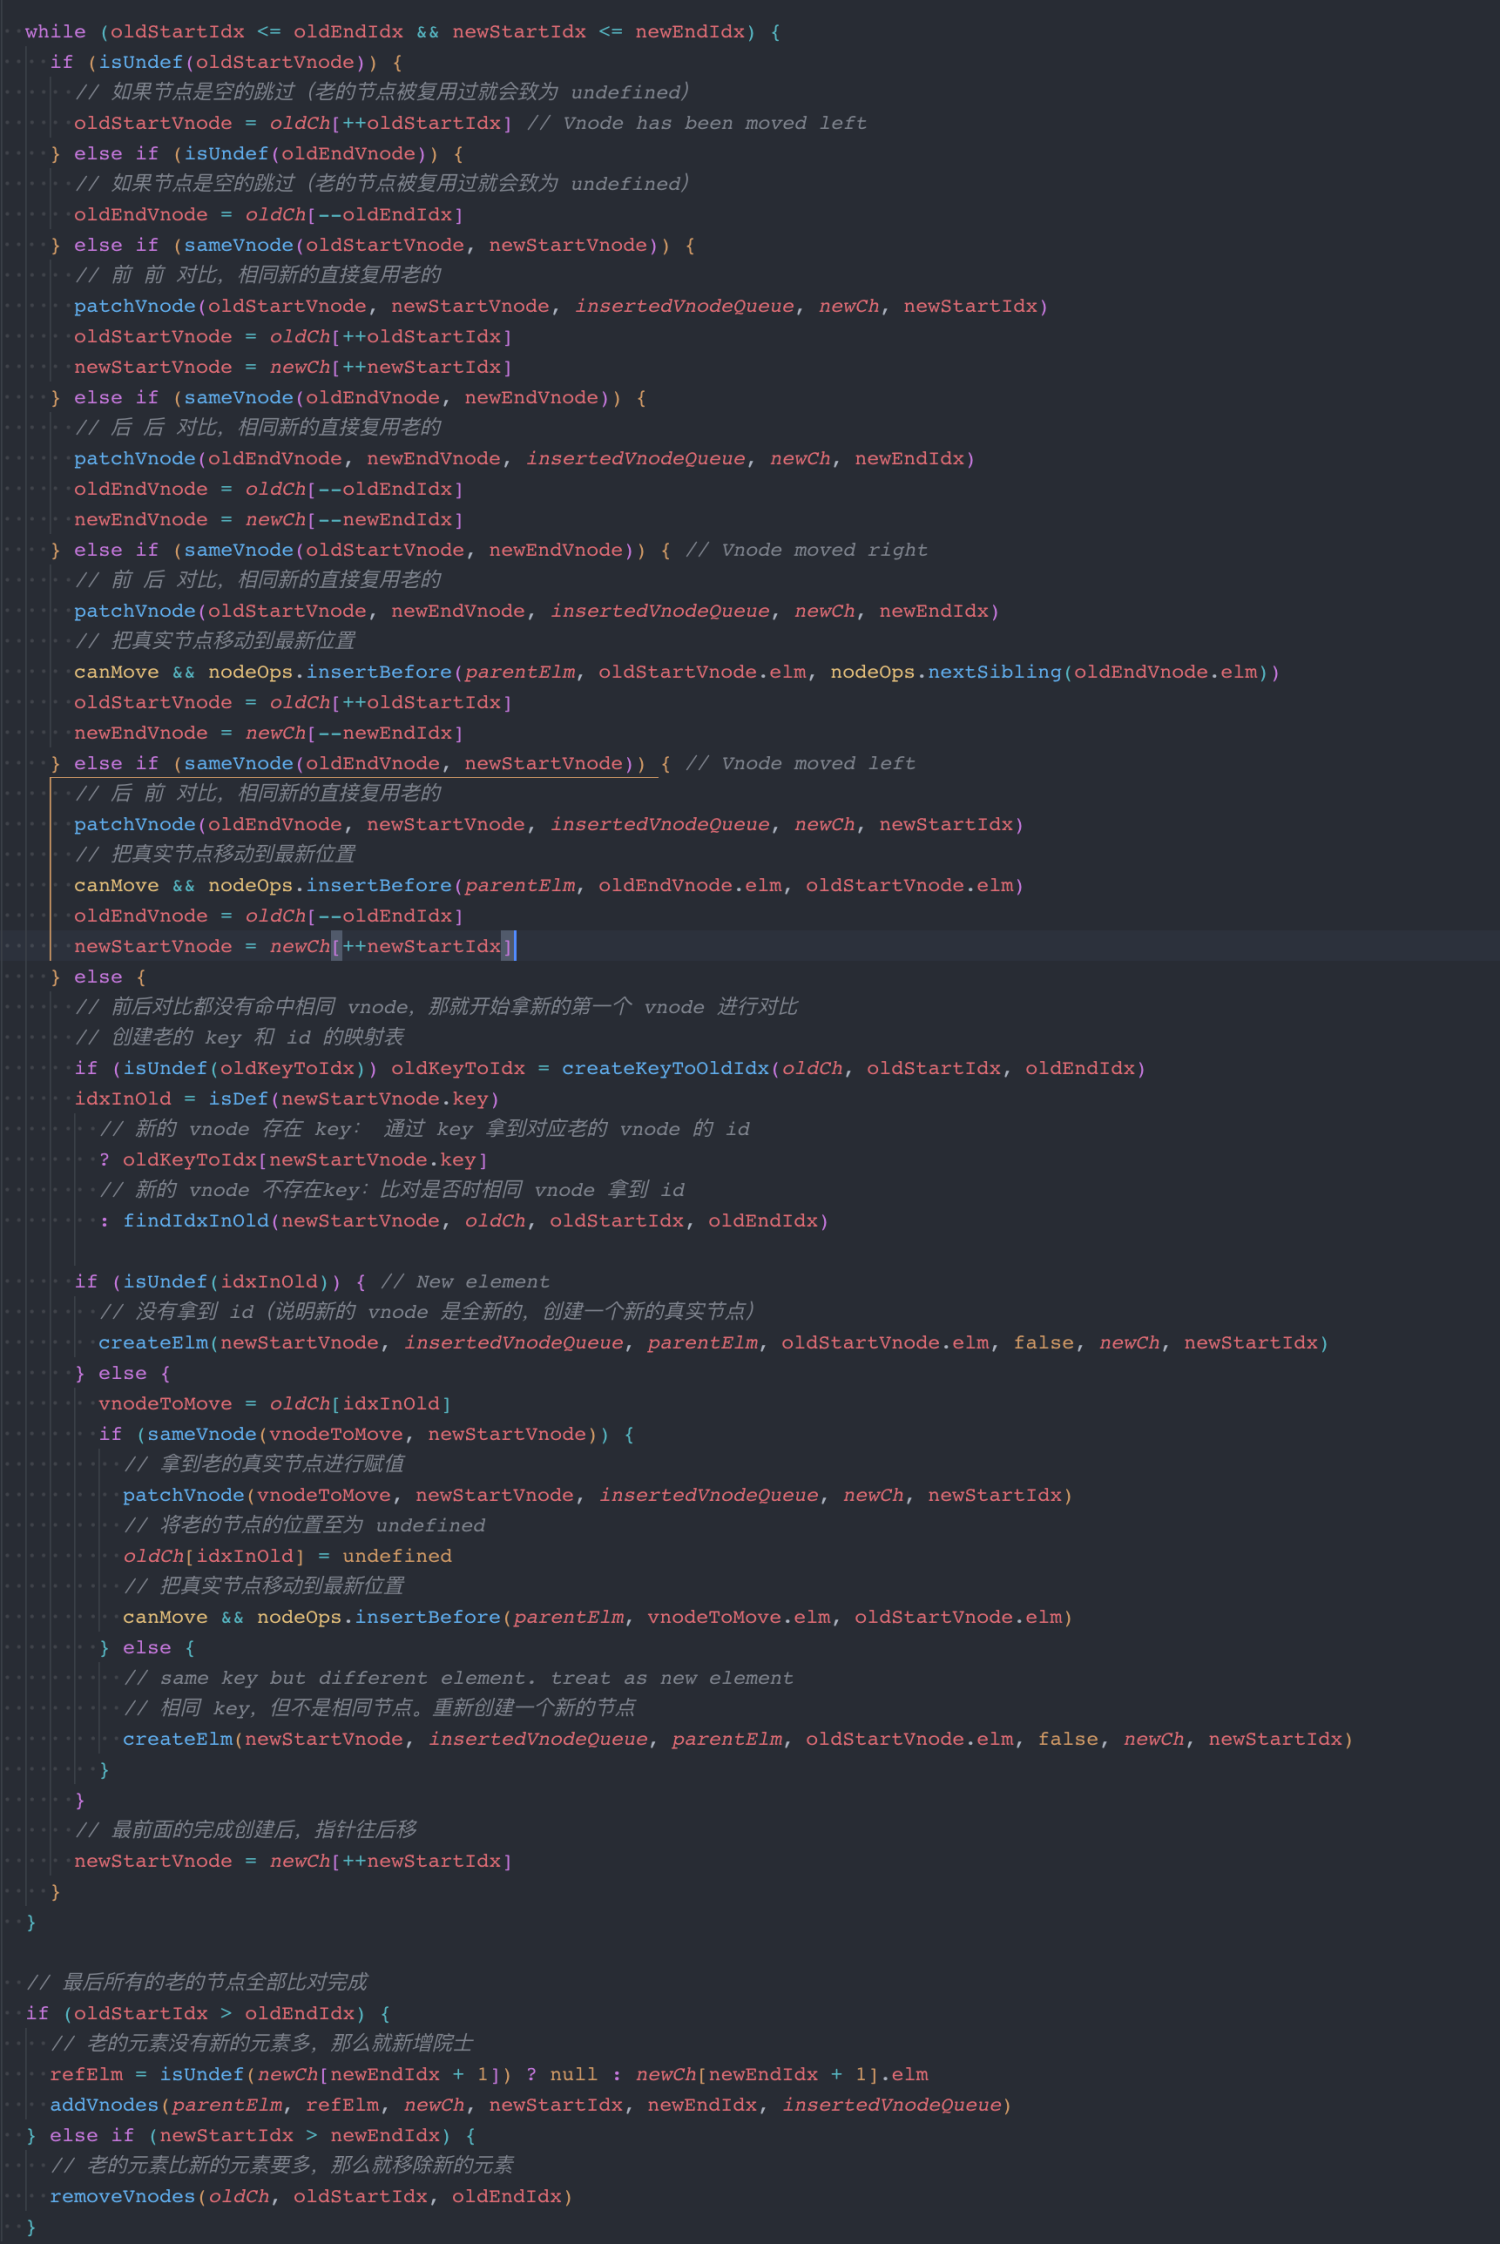 while (oldStartIdx <= oldEndIdx && newStartIdx <= newEndIdx) {
if (isUndef(oldStartVnode)) {
// 如果节点是空的跳过（老的节点被复用过就会致为 undefined）
oldStartVnode = oldCh[++oldStartIdx] // Vnode has been moved left
} else if (isUndef(oldEndVnode)) {
// 如果节点是空的跳过（老的节点被复用过就会致为 undefined）
oldEndVnode = oldCh[--oldEndIdx]
} else if (sameVnode(oldStartVnode, newStartVnode)) {
// 前 前 对比，相同新的直接复用老的
patchVnode(oldStartVnode, newStartVnode, insertedVnodeQueue, newCh, newStartIdx)
oldStartVnode = oldCh[++oldStartIdx]
newStartVnode = newCh[++newStartIdx]
} else if (sameVnode(oldEndVnode, newEndVnode)) {
// 后 后 对比，相同新的直接复用老的
patchVnode(oldEndVnode, newEndVnode, insertedVnodeQueue, newCh, newEndIdx)
oldEndVnode = oldCh[--oldEndIdx]
newEndVnode = newCh[--newEndIdx]
} else if (sameVnode(oldStartVnode, newEndVnode)) { // Vnode moved right
// 前 后 对比，相同新的直接复用老的
patchVnode(oldStartVnode, newEndVnode, insertedVnodeQueue, newCh, newEndIdx)
// 把真实节点移动到最新位置
canMove && nodeOps.insertBefore(parentElm, oldStartVnode.elm, nodeOps.nextSibling(oldEndVnode.elm))
oldStartVnode = oldCh[++oldStartIdx]
newEndVnode = newCh[--newEndIdx]
} else if (sameVnode(oldEndVnode, newStartVnode)) { // Vnode moved left
// 后 前 对比，相同新的直接复用老的
patchVnode(oldEndVnode, newStartVnode, insertedVnodeQueue, newCh, newStartIdx)
// 把真实节点移动到最新位置
canMove && nodeOps.insertBefore(parentElm, oldEndVnode.elm, oldStartVnode.elm)
oldEndVnode = oldCh[--oldEndIdx]
newStartVnode = newCh[++newStartIdx]
} else {
// 前后对比都没有命中相同 vnode，那就开始拿新的第一个 vnode 进行对比
// 创建老的 key 和 id 的映射表
if (isUndef(oldKeyToIdx)) oldKeyToIdx = createKeyToOldIdx(oldCh, oldStartIdx, oldEndIdx)
idxInOld = isDef(newStartVnode.key)
// 新的 vnode 存在 key： 通过 key 拿到对应老的 vnode 的 id
? oldKeyToIdx[newStartVnode.key]
// 新的 vnode 不存在key：比对是否时相同 vnode 拿到 id
: findIdxInOld(newStartVnode, oldCh, oldStartIdx, oldEndIdx)
if (isUndef(idxInOld)) { // New element
// 没有拿到 id（说明新的 vnode 是全新的，创建一个新的真实节点）
createElm(newStartVnode, insertedVnodeQueue, parentElm, oldStartVnode.elm, false, newCh, newStartIdx)
} else {
vnodeToMove = oldCh[idxInOld]
if (sameVnode(vnodeToMove, newStartVnode)) {
// 拿到老的真实节点进行赋值
patchVnode(vnodeToMove, newStartVnode, insertedVnodeQueue, newCh, newStartIdx)
// 将老的节点的位置至为 undefined
oldCh[idxInOld] = undefined
// 把真实节点移动到最新位置
canMove && nodeOps.insertBefore(parentElm, vnodeToMove.elm, oldStartVnode.elm)
} else {
// same key but different element. treat as new element
// 相同 key，但不是相同节点。重新创建一个新的节点
createElm(newStartVnode, insertedVnodeQueue, parentElm, oldStartVnode.elm, false, newCh, newStartIdx)
}
}
// 最前面的完成创建后，指针往后移
newStartVnode = newCh[++newStartIdx]
}
}
// 最后所有的老的节点全部比对完成
if (oldStartIdx > oldEndIdx) {
// 老的元素没有新的元素多，那么就新增院士
refElm = isUndef(newCh[newEndIdx + 1]) ? null : newCh[newEndIdx + 1].elm
addVnodes(parentElm, refElm, newCh, newStartIdx, newEndIdx, insertedVnodeQueue)
} else if (newStartIdx > newEndIdx) {
// 老的元素比新的元素要多，那么就移除新的元素
removeVnodes(oldCh, oldStartIdx, oldEndIdx)
}